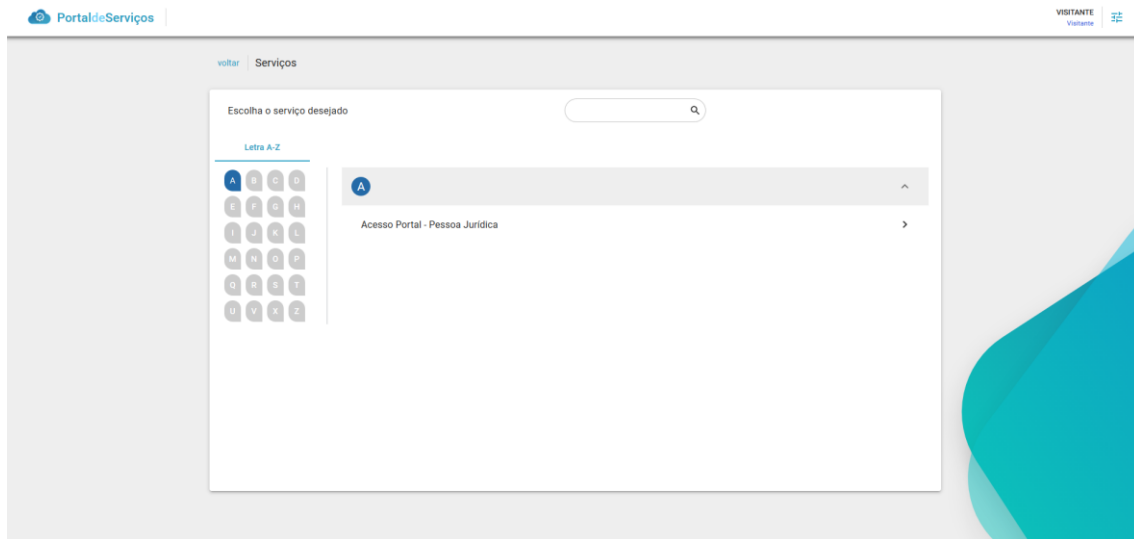 PortaldeServiços
VISITANTE
Visitante
voltar Serviços
Escolha o serviço desejado
Letra A-Z
A B C D
E F G H
I J K L
M N O P
Q R S T
U V X Z
A
Acesso Portal - Pessoa Jurídica